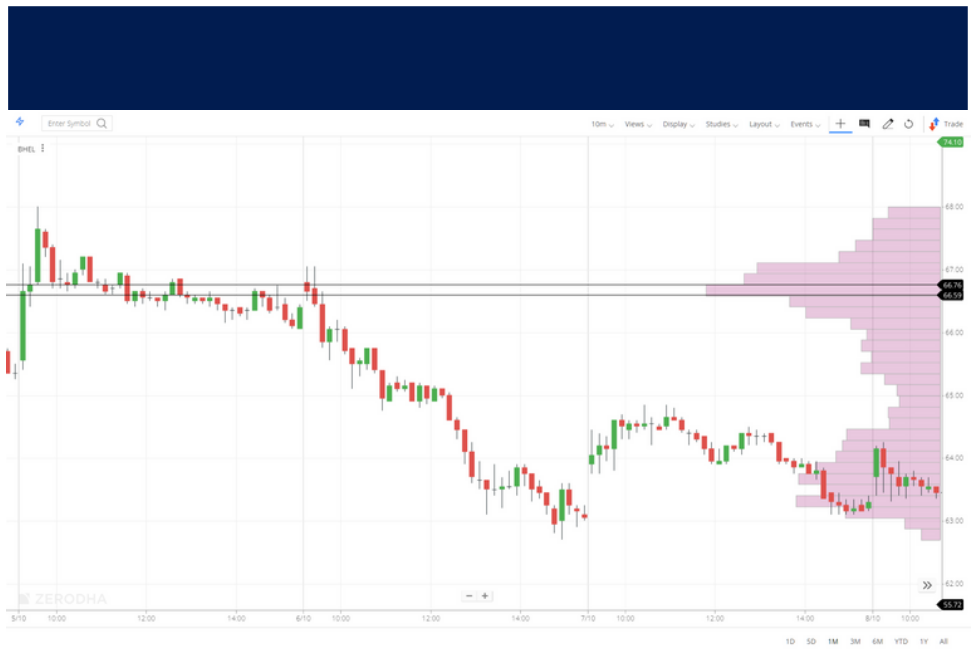 Enter Symbol 10m Views Display Studies Layout Events Trade
74.10
BHEL
68.00
67.00
66.76
66.59
66.00
65.00
64.00
63.00
62.00
ZERODHA
55.72
5/10 10:00 12:00 14:00 6/10 10:00 12:00 14:00 7/10 10:00 12:00 14:00 8/10 10:00
1D 5D 1M 3M 6M YTD 1Y All